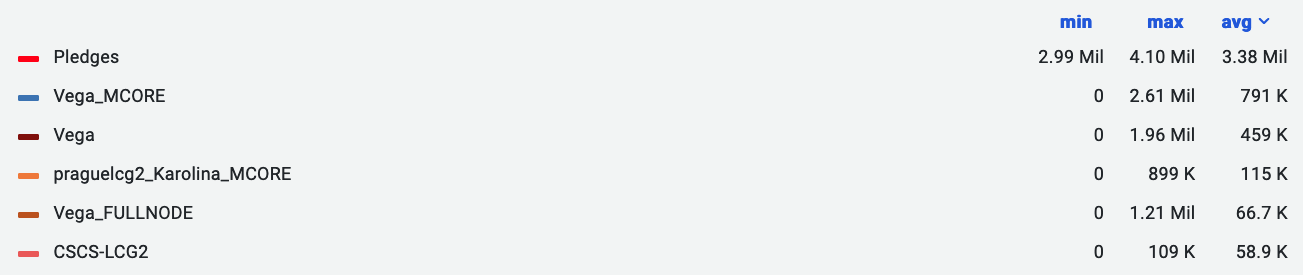 min max avg
Pledges 2.99 Mil 4.10 Mil 3.38 Mil
Vega_MCORE 0 2.61 Mil 791 K
Vega 0 1.96 Mil 459 K
praguelcg2_Karolina_MCORE 0 899 K 115 K
Vega_FULLNODE 0 1.21 Mil 66.7 K
CSCS-LCG2 0 109 K 58.9 K